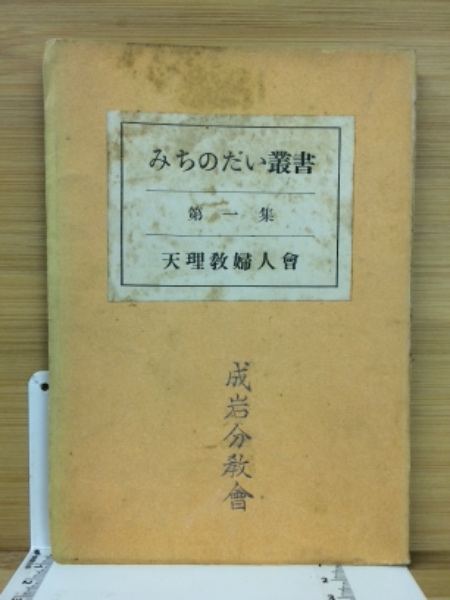 みちのだい叢書
第一集
天理教婦人會
成岩分教會